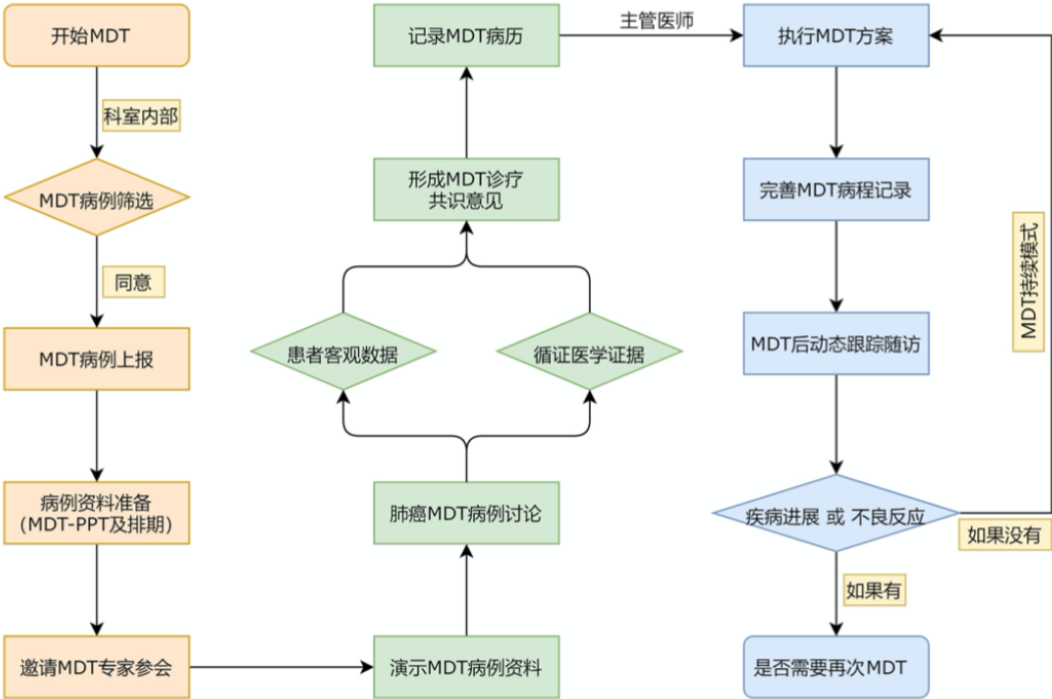 开始MDT
科室内部
MDT病例筛选
同意
MDT病例上报
病例资料准备
（MDT-PPT及排期）
邀请MDT专家参会
演示MDT病例资料
肺癌MDT病例讨论
患者客观数据
循证医学证据
形成MDT诊疗
共识意见
记录MDT病历
主管医师
执行MDT方案
完善MDT病程记录
MDT后动态跟踪随访
疾病进展 或 不良反应
如果没有
MDT持续模式
如果有
是否需要再次MDT